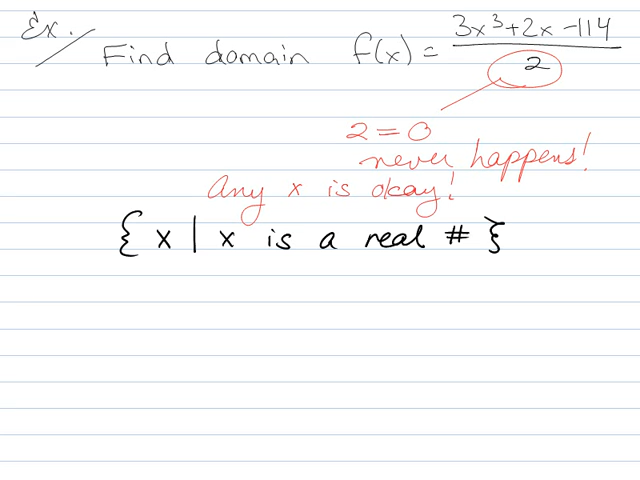 Ex.
Find domain f(x) = 3x³+2x-114 / 2
2 = 0
never happens!
Any x is okay!
{ x | x is a real # }